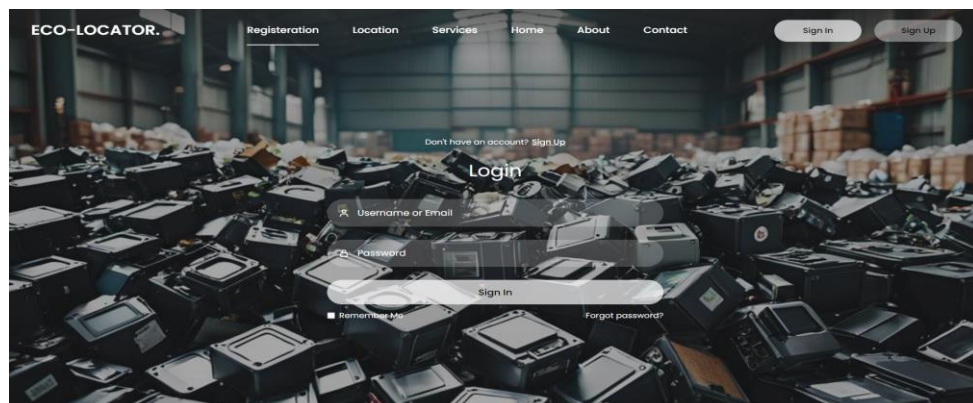 ECO-LOCATOR. Registeration Location Services Home About Contact Sign In Sign Up
Don't have an account? Sign Up
Login
Username or Email
Password
Sign In
Remember Me Forgot password?